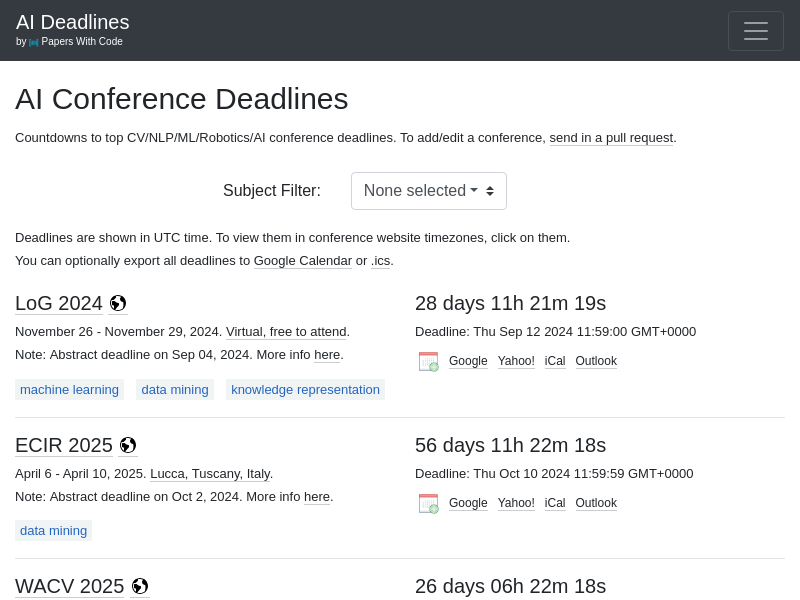 AI Deadlines
by Papers With Code
AI Conference Deadlines
Countdowns to top CV/NLP/ML/Robotics/AI conference deadlines. To add/edit a conference, send in a pull request.
Subject Filter: None selected
Deadlines are shown in UTC time. To view them in conference website timezones, click on them.
You can optionally export all deadlines to Google Calendar or .ics.
LoG 2024
November 26 - November 29, 2024. Virtual, free to attend.
Note: Abstract deadline on Sep 04, 2024. More info here.
machine learning data mining knowledge representation
28 days 11h 21m 19s
Deadline: Thu Sep 12 2024 11:59:00 GMT+0000
Google Yahoo! iCal Outlook
ECIR 2025
April 6 - April 10, 2025. Lucca, Tuscany, Italy.
Note: Abstract deadline on Oct 2, 2024. More info here.
data mining
56 days 11h 22m 18s
Deadline: Thu Oct 10 2024 11:59:59 GMT+0000
Google Yahoo! iCal Outlook
WACV 2025
26 days 06h 22m 18s